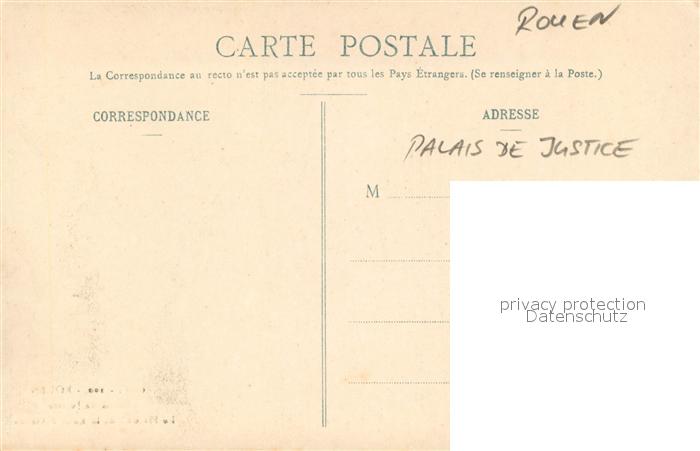 ROUEN
CARTE POSTALE
La Correspondance au recto n'est pas acceptée par tous les Pays Étrangers. (Se renseigner à la Poste.)
CORRESPONDANCE
ADRESSE
PALAIS DE JUSTICE
M
privacy protection
Datenschutz